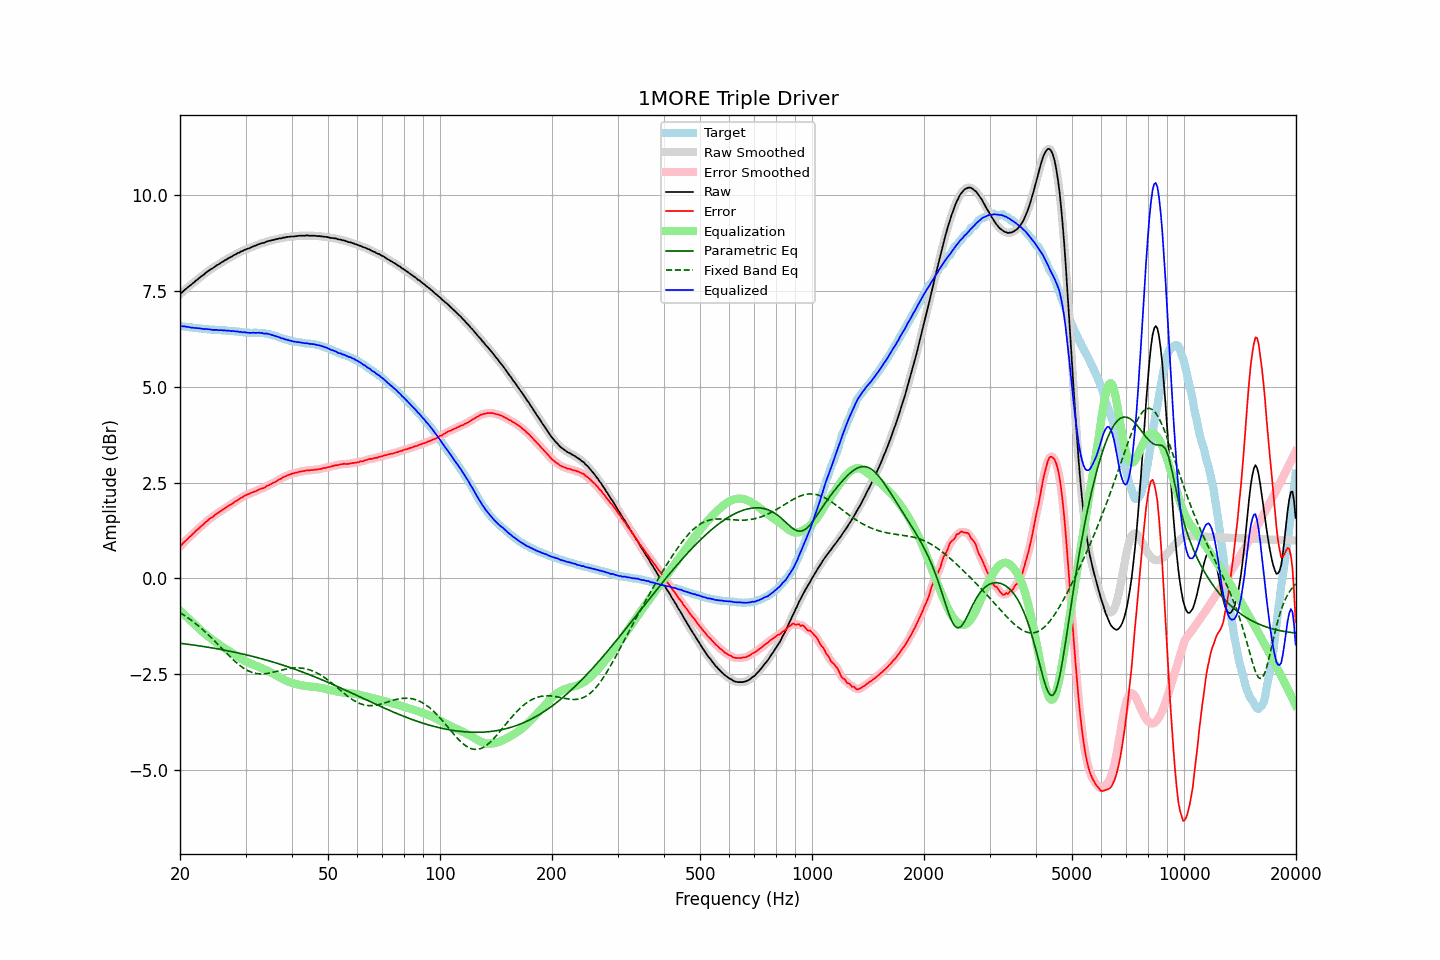 1MORE Triple Driver
Target
Raw Smoothed
Error Smoothed
Raw
Error
Equalization
Parametric Eq
Fixed Band Eq
Equalized
Amplitude (dBr)
10.0
7.5
5.0
2.5
0.0
−2.5
−5.0
20 50 100 200 500 1000 2000 5000 10000 20000
Frequency (Hz)